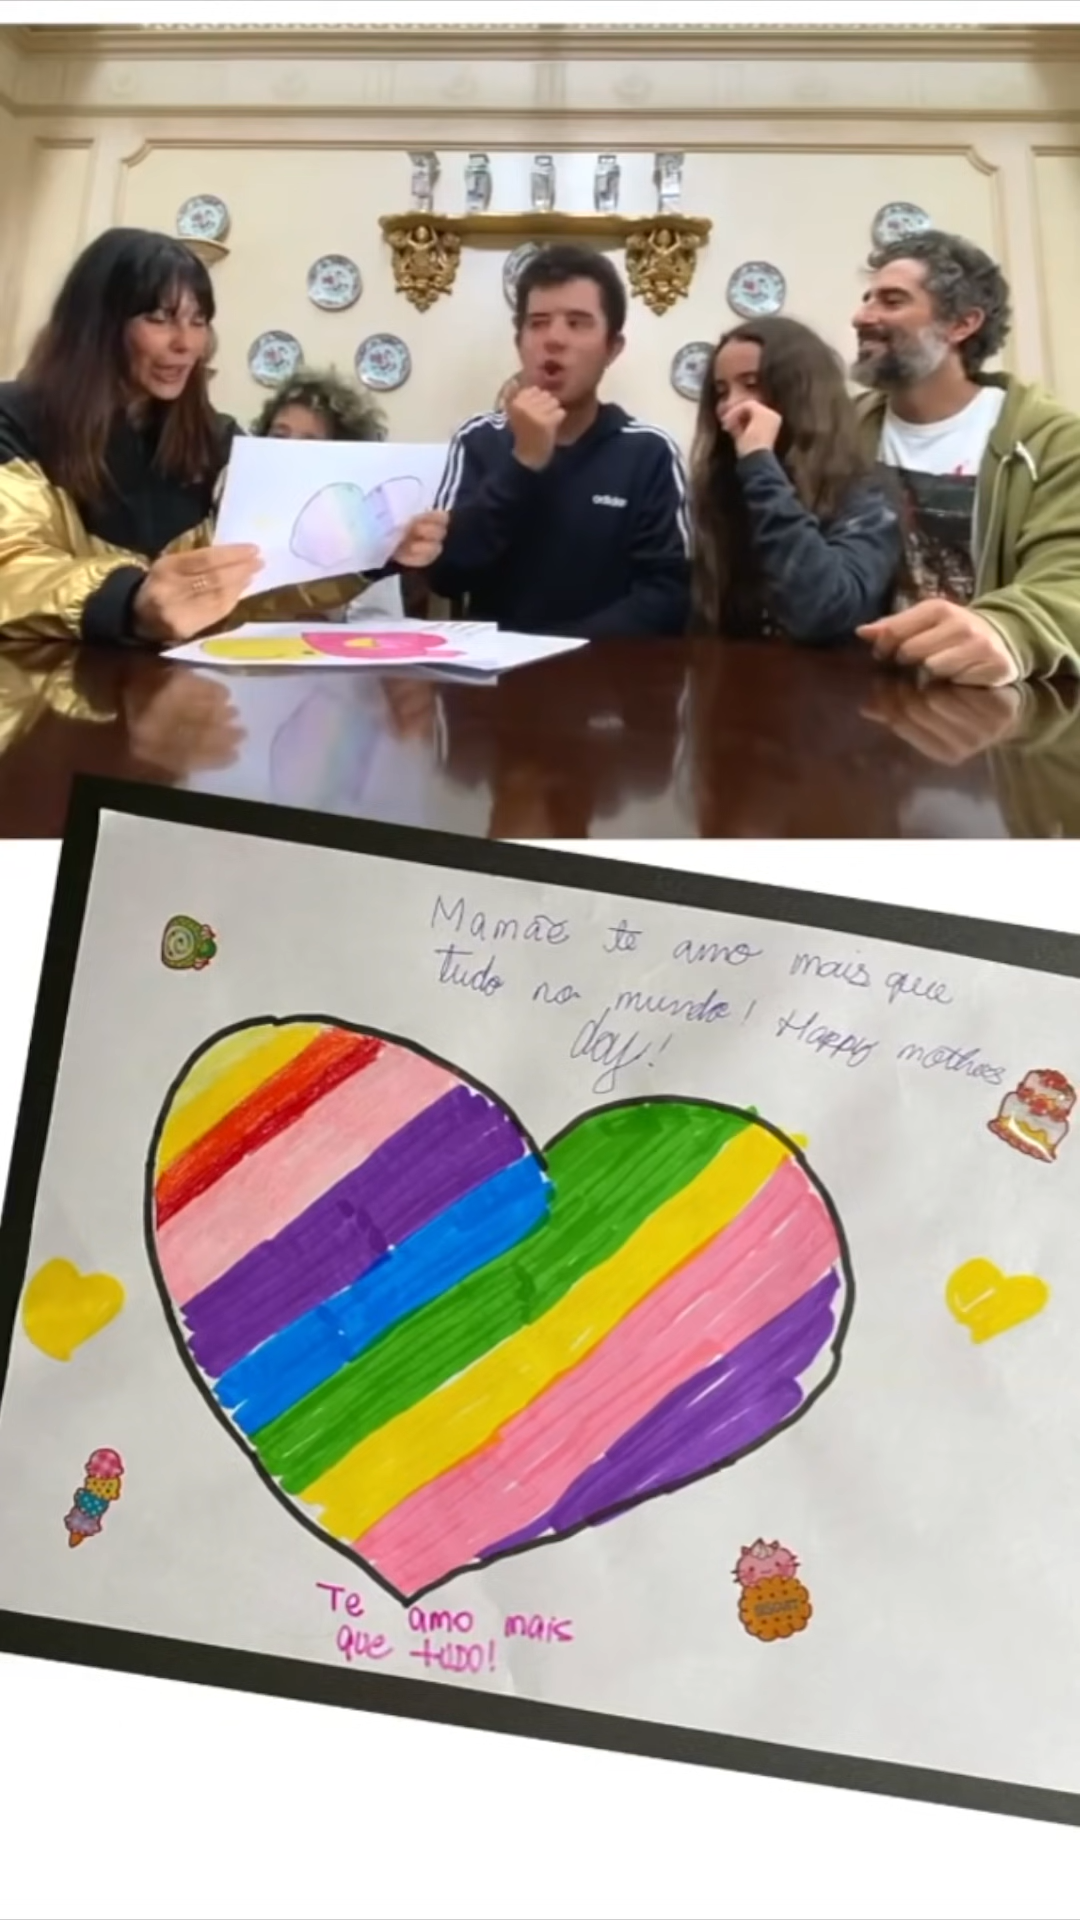 adidas
Mamãe te amo mais que
tudo no mundo! Happy mothers
day!
Te amo mais
que tudo!